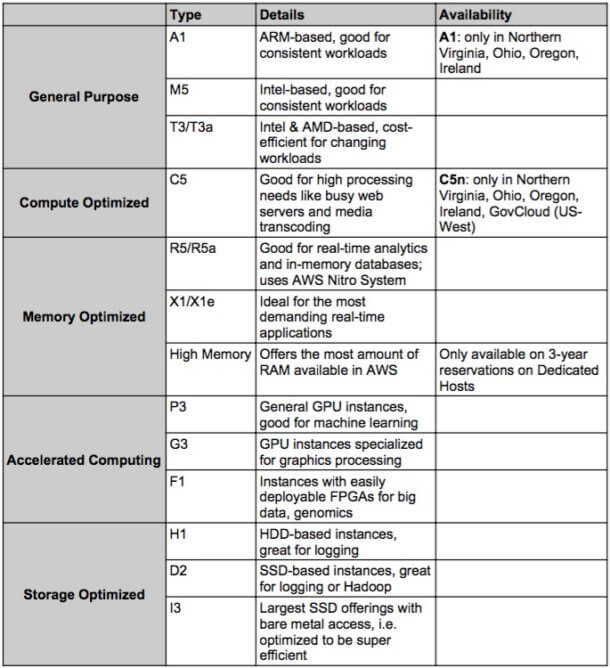 Type Details Availability
General Purpose
A1
ARM-based, good for
consistent workloads
A1: only in Northern
Virginia, Ohio, Oregon,
Ireland
M5
Intel-based, good for
consistent workloads
T3/T3a
Intel & AMD-based, cost-
efficient for changing
workloads
Compute Optimized
C5
Good for high processing
needs like busy web
servers and media
transcoding
C5n: only in Northern
Virginia, Ohio, Oregon,
Ireland, GovCloud (US-
West)
Memory Optimized
R5/R5a
Good for real-time analytics
and in-memory databases;
uses AWS Nitro System
X1/X1e
Ideal for the most
demanding real-time
applications
High Memory
Offers the most amount of
RAM available in AWS
Only available on 3-year
reservations on Dedicated
Hosts
Accelerated Computing
P3
General GPU instances,
good for machine learning
G3
GPU instances specialized
for graphics processing
F1
Instances with easily
deployable FPGAs for big
data, genomics
Storage Optimized
H1
HDD-based instances,
great for logging
D2
SSD-based instances, great
for logging or Hadoop
I3
Largest SSD offerings with
bare metal access, i.e.
optimized to be super
efficient